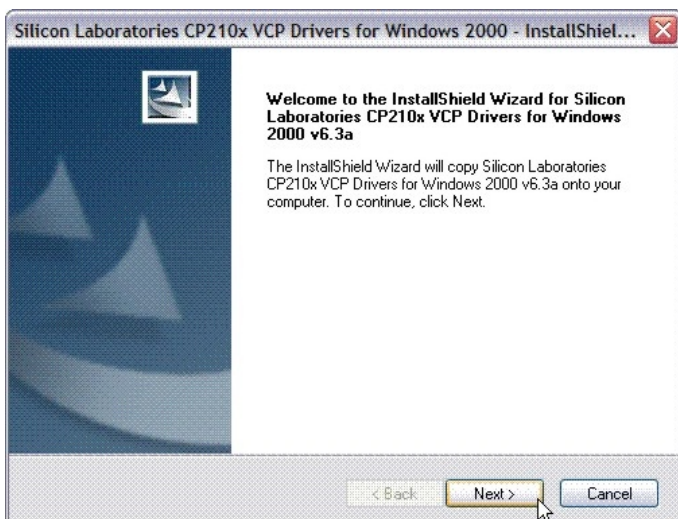 Silicon Laboratories CP210x VCP Drivers for Windows 2000 - InstallShiel...
Welcome to the InstallShield Wizard for Silicon
Laboratories CP210x VCP Drivers for Windows
2000 v6.3a
The InstallShield Wizard will copy Silicon Laboratories
CP210x VCP Drivers for Windows 2000 v6.3a onto your
computer. To continue, click Next.
< Back
Next >
Cancel